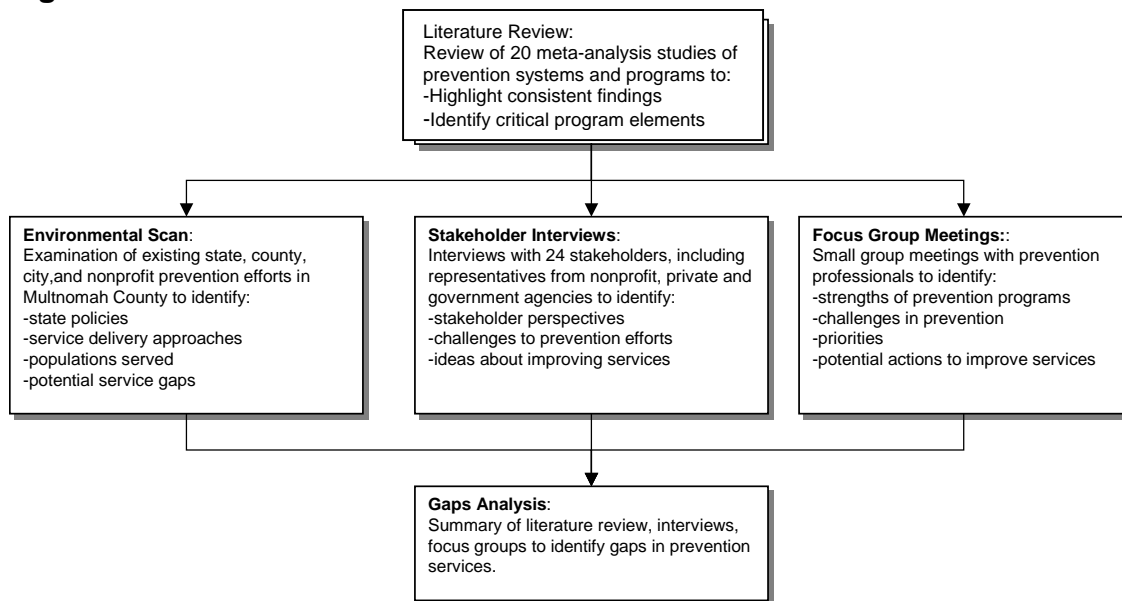 Literature Review:
Review of 20 meta-analysis studies of
prevention systems and programs to:
-Highlight consistent findings
-Identify critical program elements
Environmental Scan:
Examination of existing state, county,
city,and nonprofit prevention efforts in
Multnomah County to identify:
-state policies
-service delivery approaches
-populations served
-potential service gaps
Stakeholder Interviews:
Interviews with 24 stakeholders, including
representatives from nonprofit, private and
government agencies to identify:
-stakeholder perspectives
-challenges to prevention efforts
-ideas about improving services
Focus Group Meetings::
Small group meetings with prevention
professionals to identify:
-strengths of prevention programs
-challenges in prevention
-priorities
-potential actions to improve services
Gaps Analysis:
Summary of literature review, interviews,
focus groups to identify gaps in prevention
services.